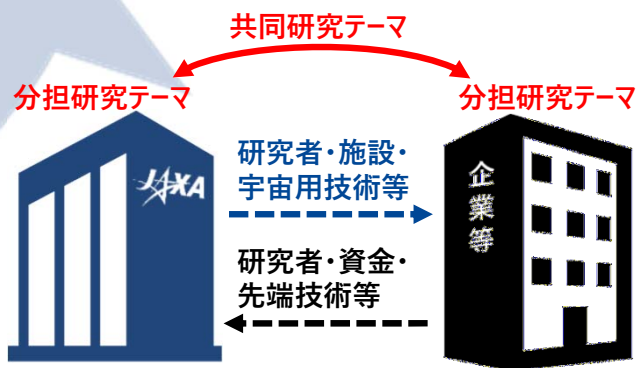 共同研究テーマ
分担研究テーマ
分担研究テーマ
JAXA
研究者・施設・
宇宙用技術等
企業等
研究者・資金・
先端技術等